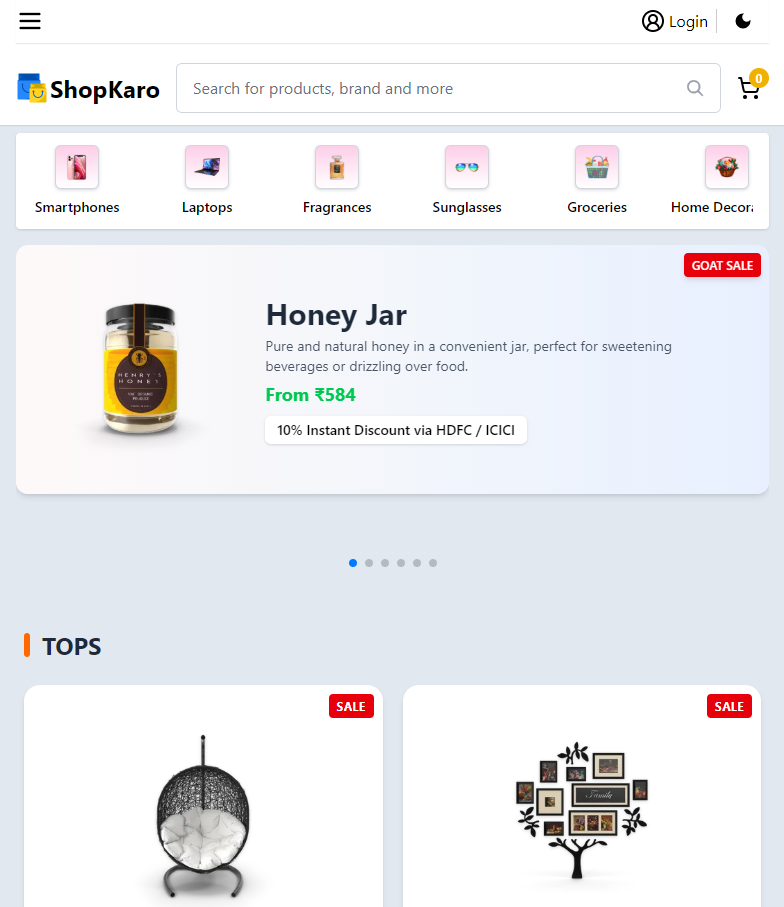 Login
ShopKaro
Search for products, brand and more
0
Smartphones
Laptops
Fragrances
Sunglasses
Groceries
Home Decora
GOAT SALE
HENRY'S
HONEY
Honey Jar
Pure and natural honey in a convenient jar, perfect for sweetening
beverages or drizzling over food.
From ₹584
10% Instant Discount via HDFC / ICICI
TOPS
SALE
SALE
Family